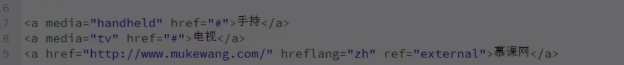 6
7 <a media="handheld" href="#">手持</a>
8 <a media="tv" href="#">电视</a>
9 <a href="http://www.mukewang.com/" hreflang="zh" ref="external">慕课网</a>